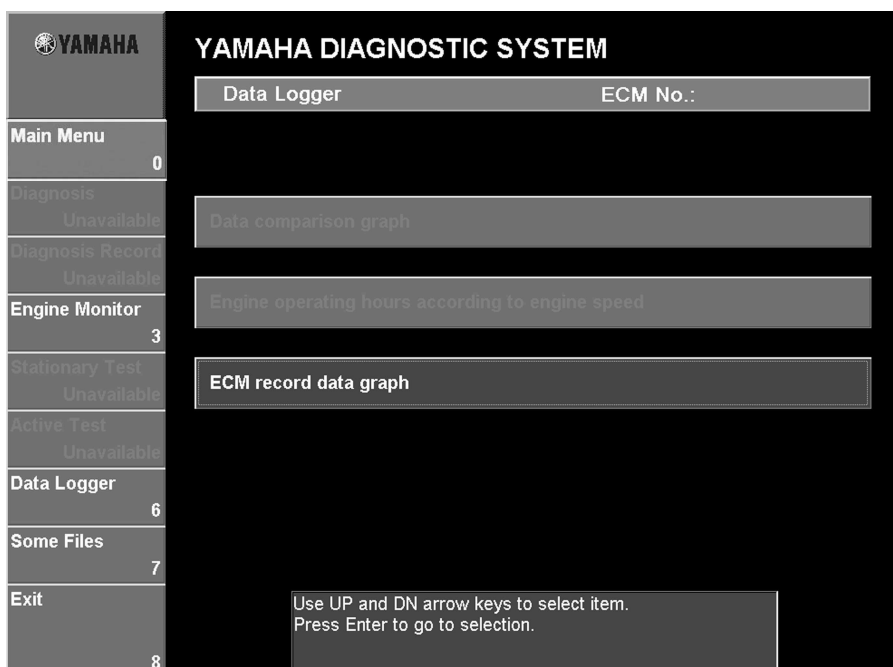 YAMAHA
YAMAHA DIAGNOSTIC SYSTEM
Data Logger ECM No.:
Main Menu
0
Diagnosis
Unavailable
Diagnosis Record
Unavailable
Engine Monitor
3
Stationary Test
Unavailable
Active Test
Unavailable
Data Logger
6
Some Files
7
Exit
8
Data comparison graph
Engine operating hours according to engine speed
ECM record data graph
Use UP and DN arrow keys to select item.
Press Enter to go to selection.